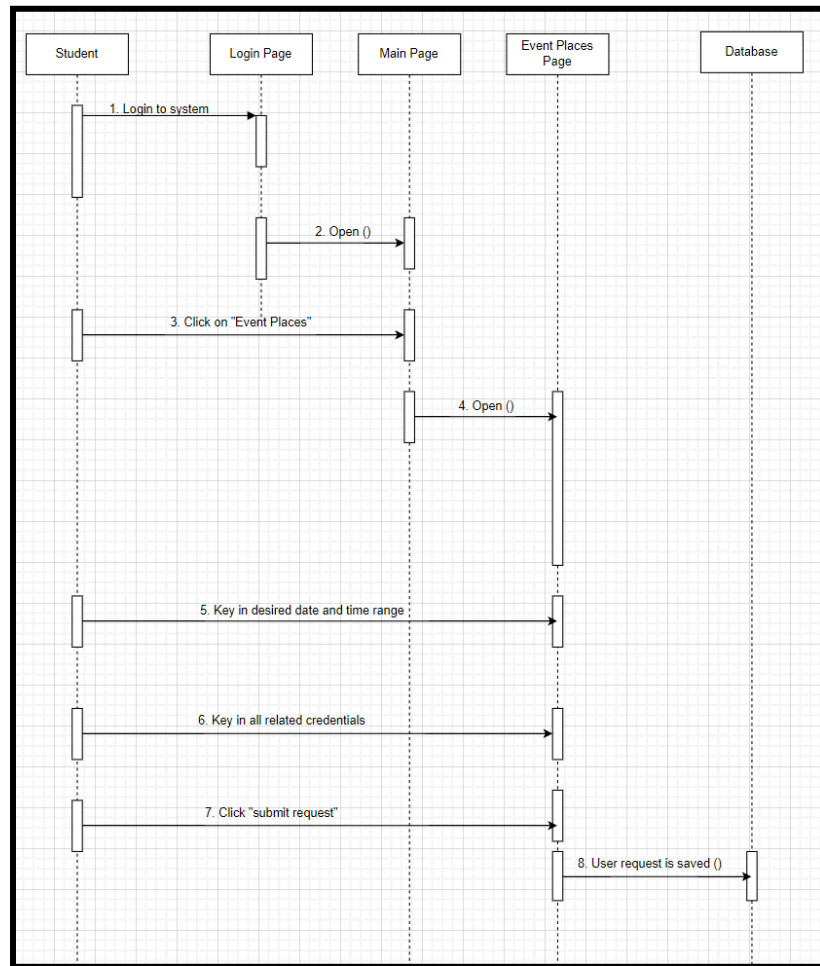 Student
Login Page
Main Page
Event Places
Page
Database
1. Login to system
2. Open ()
3. Click on "Event Places"
4. Open ()
5. Key in desired date and time range
6. Key in all related credentials
7. Click "submit request"
8. User request is saved ()